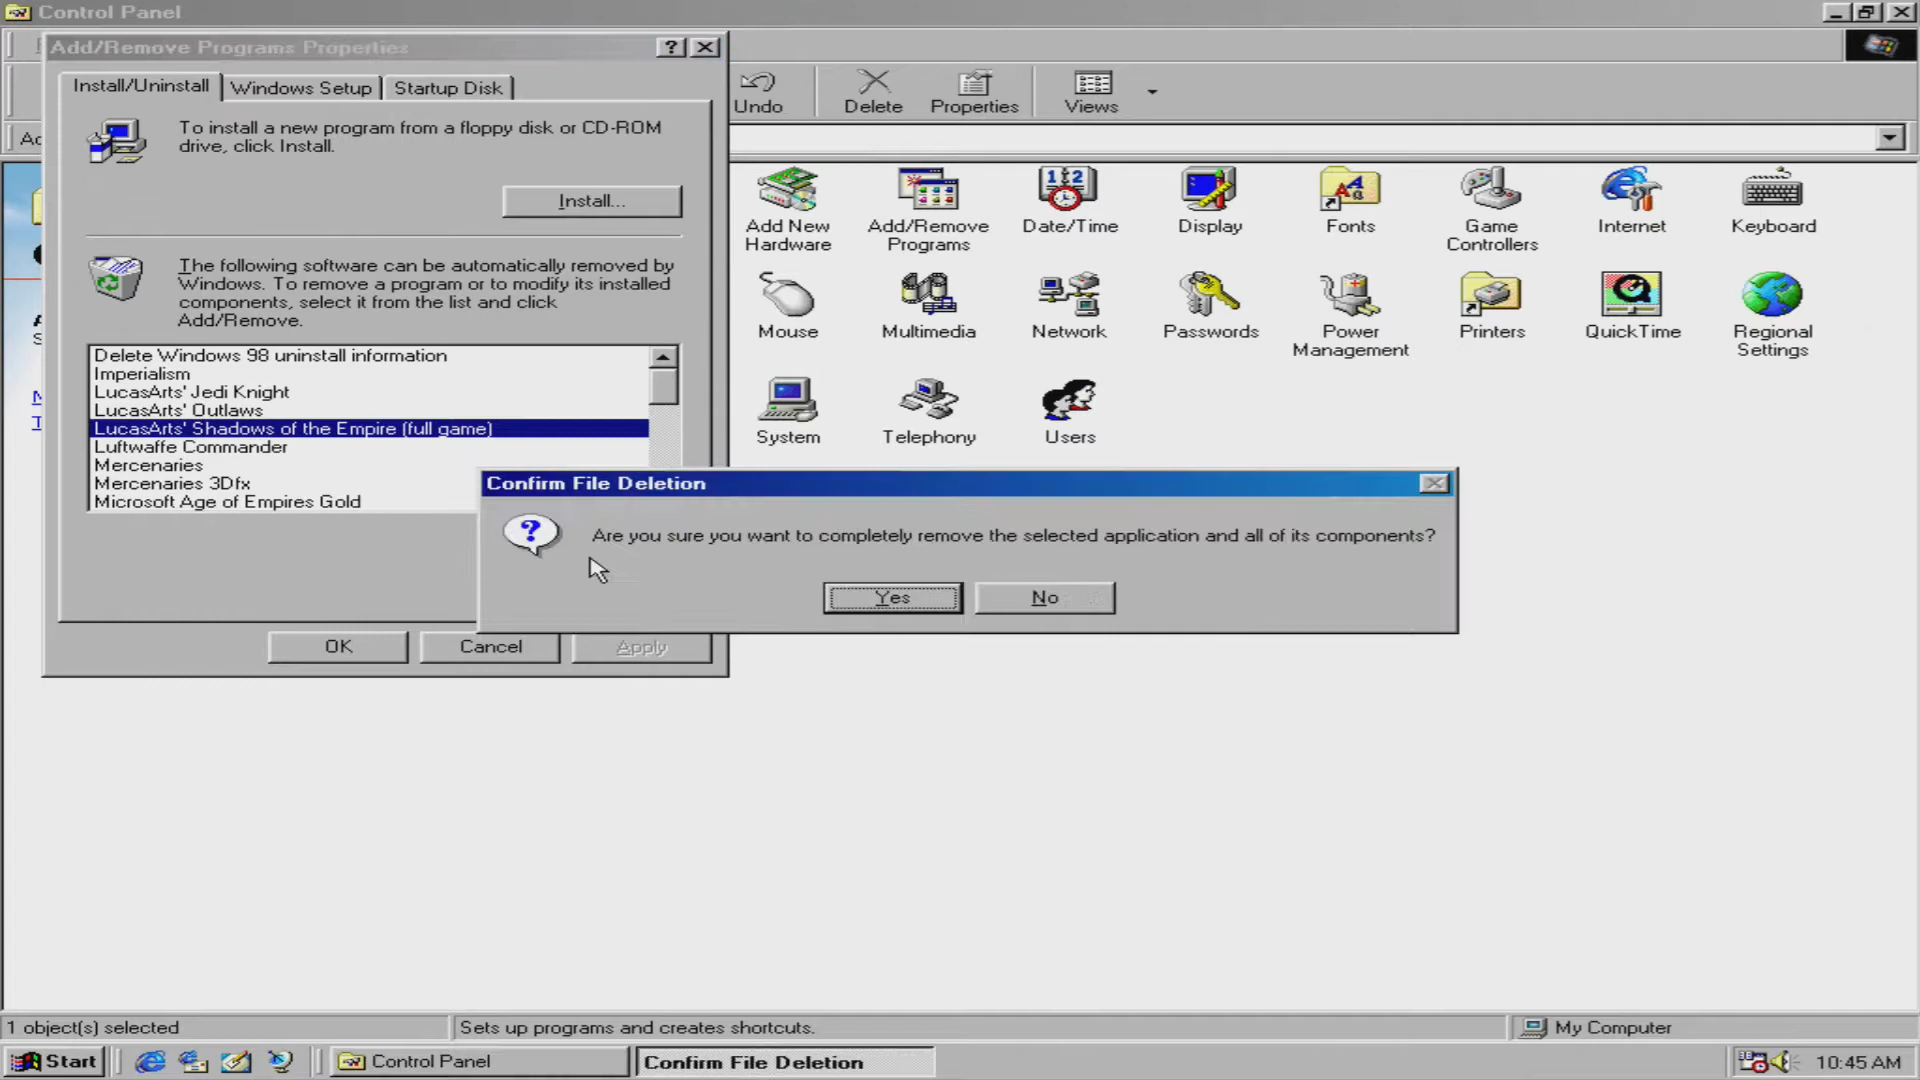 Control Panel
Add/Remove Programs Properties
Install/Uninstall
Windows Setup
Startup Disk
Undo
Delete
Properties
Views
To install a new program from a floppy disk or CD-ROM
drive, click Install.
Install...
The following software can be automatically removed by
Windows. To remove a program or to modify its installed
components, select it from the list and click
Add/Remove.
Delete Windows 98 uninstall information
Imperialism
LucasArts' Jedi Knight
LucasArts' Outlaws
LucasArts' Shadows of the Empire (full game)
Luftwaffe Commander
Mercenaries
Mercenaries 3Dfx
Microsoft Age of Empires Gold
OK
Cancel
Apply
Add New
Hardware
Add/Remove
Programs
Date/Time
Display
Fonts
Game
Controllers
Internet
Keyboard
Mouse
Multimedia
Network
Passwords
Power
Management
Printers
QuickTime
Regional
Settings
System
Telephony
Users
Confirm File Deletion
Are you sure you want to completely remove the selected application and all of its components?
Yes
No
1 object(s) selected
Sets up programs and creates shortcuts.
My Computer
Start
Control Panel
Confirm File Deletion
10:45 AM